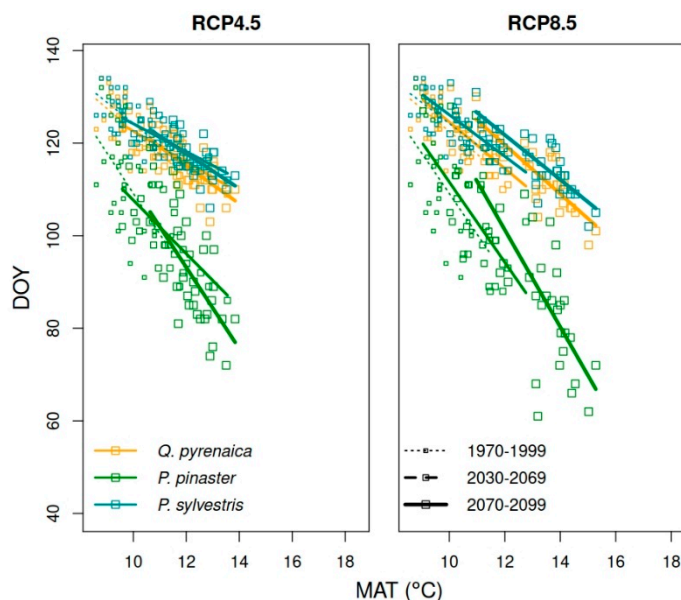 RCP4.5
RCP8.5
DOY
140
120
100
80
60
40
Q. pyrenaica
P. pinaster
P. sylvestris
1970-1999
2030-2069
2070-2099
10 12 14 16 18
10 12 14 16 18
MAT (°C)